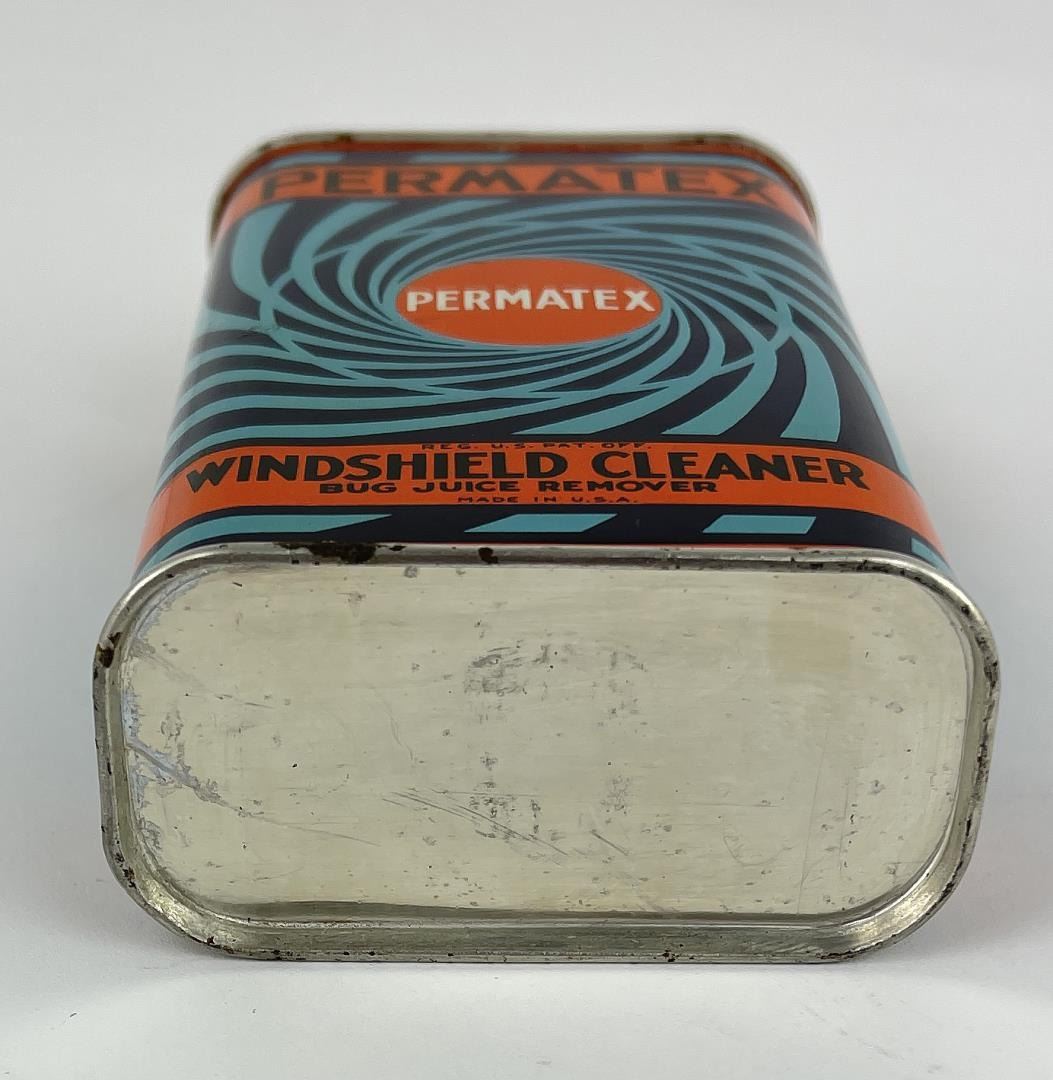 PERMATEX
PERMATEX
REG. U.S. PAT. OFF.
WINDSHIELD CLEANER
BUG JUICE REMOVER
MADE IN U.S.A.